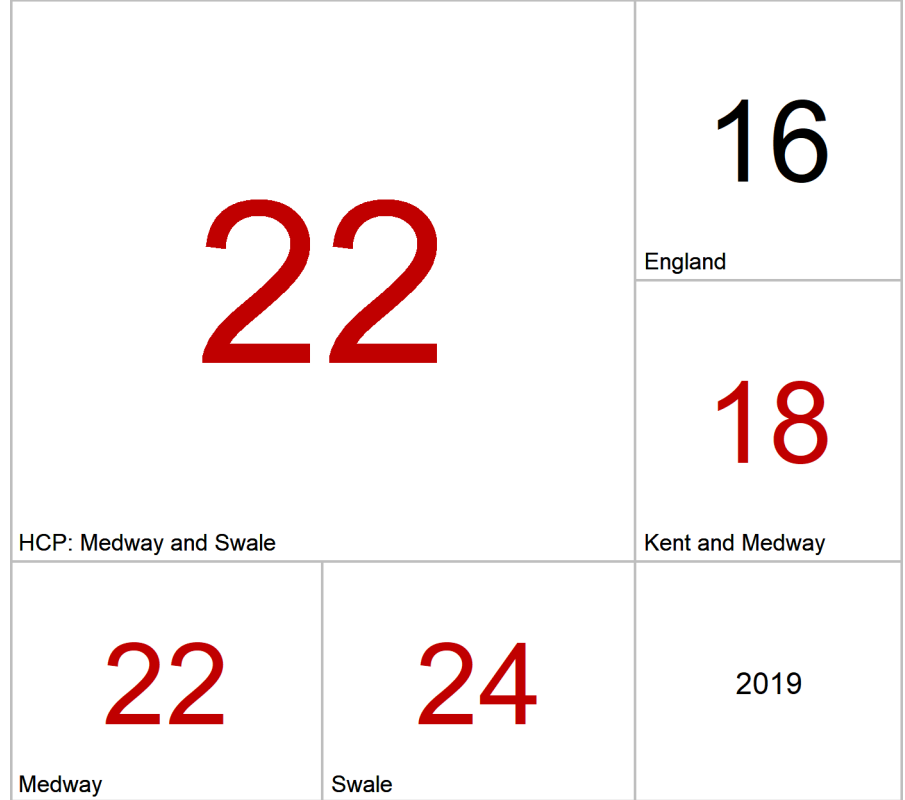 22
HCP: Medway and Swale
16
England
18
Kent and Medway
22
Medway
24
Swale
2019